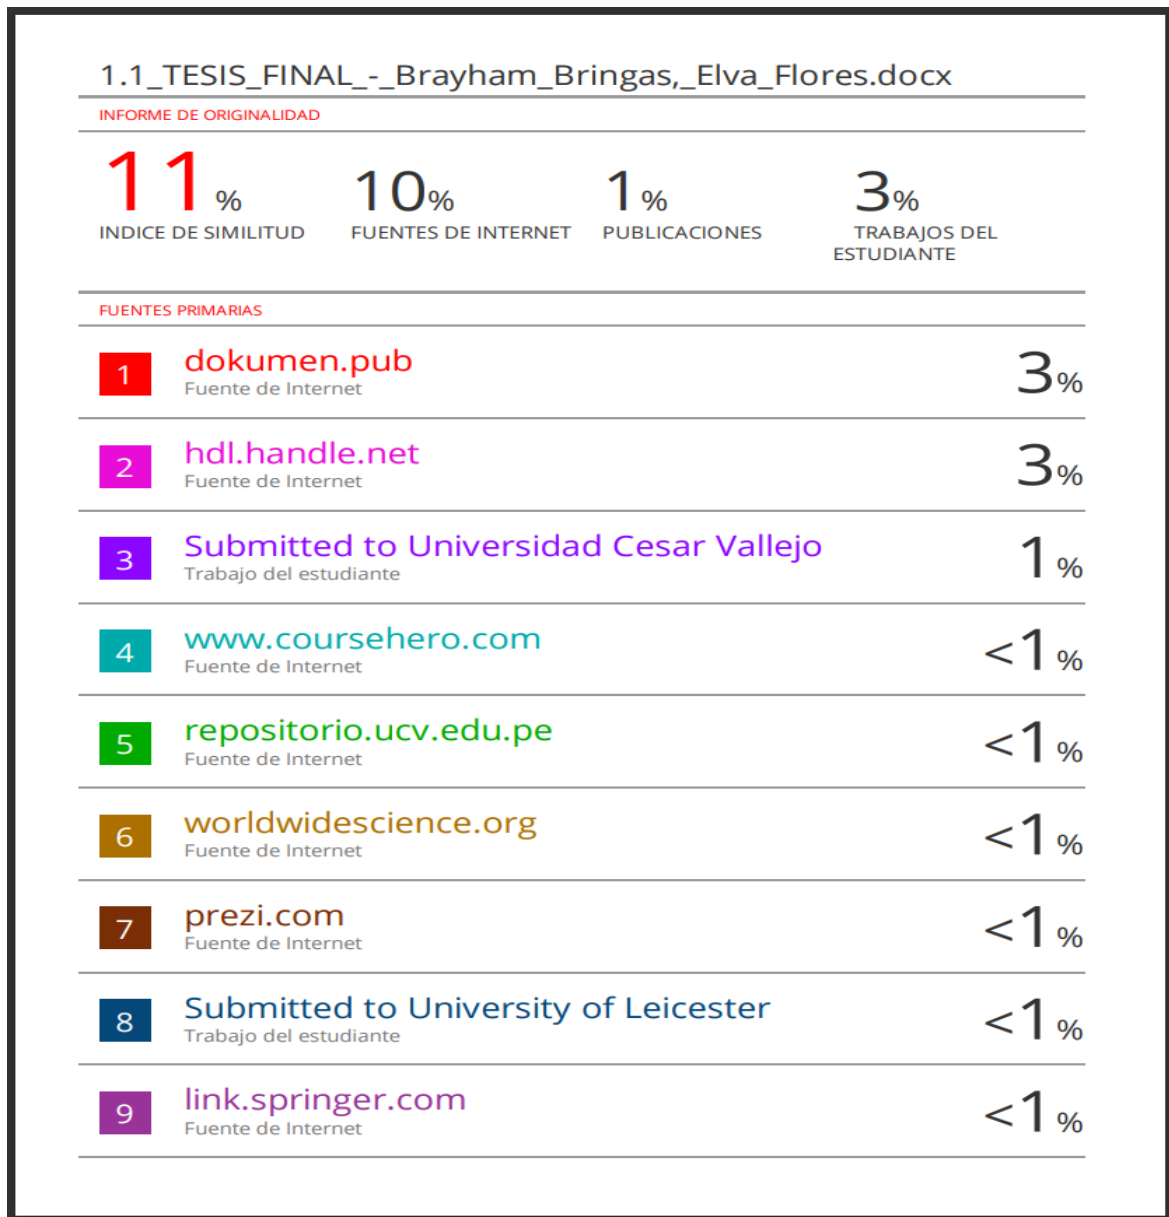 1.1_TESIS_FINAL_-_Brayham_Bringas,_Elva_Flores.docx
INFORME DE ORIGINALIDAD
11% 10% 1% 3%
INDICE DE SIMILITUD FUENTES DE INTERNET PUBLICACIONES TRABAJOS DEL
ESTUDIANTE
FUENTES PRIMARIAS
1 dokumen.pub 3%
Fuente de Internet
2 hdl.handle.net 3%
Fuente de Internet
3 Submitted to Universidad Cesar Vallejo 1%
Trabajo del estudiante
4 www.coursehero.com <1%
Fuente de Internet
5 repositorio.ucv.edu.pe <1%
Fuente de Internet
6 worldwidescience.org <1%
Fuente de Internet
7 prezi.com <1%
Fuente de Internet
8 Submitted to University of Leicester <1%
Trabajo del estudiante
9 link.springer.com <1%
Fuente de Internet